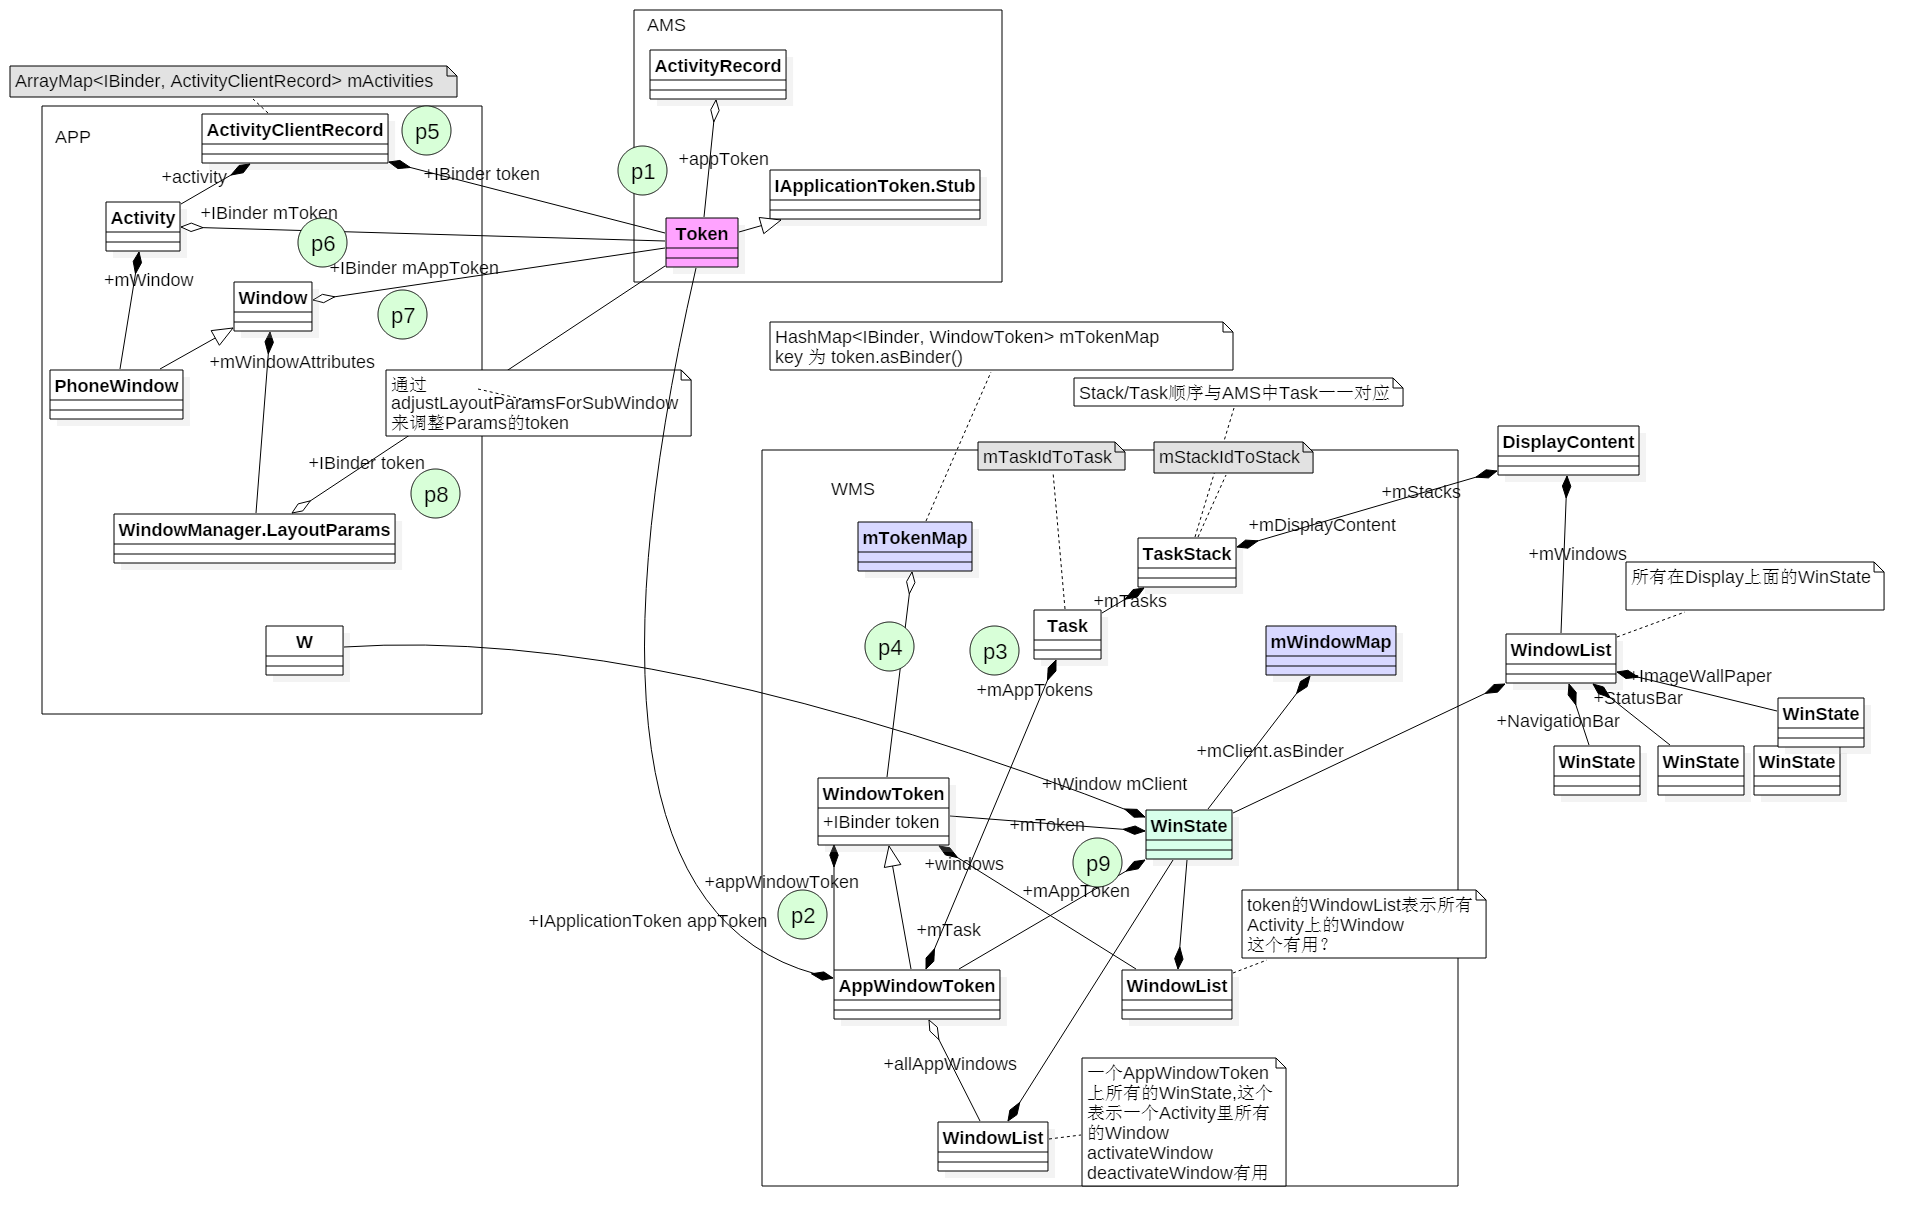 AMS
ActivityRecord
+appToken
p1
IApplicationToken.Stub
Token
ArrayMap<IBinder, ActivityClientRecord> mActivities
APP
ActivityClientRecord
p5
+activity
+IBinder token
Activity
+IBinder mToken
p6
+IBinder mAppToken
+mWindow
Window
p7
PhoneWindow
+mWindowAttributes
通过
adjustLayoutParamsForSubWindow
来调整Params的token
+IBinder token
p8
WindowManager.LayoutParams
W
HashMap<IBinder, WindowToken> mTokenMap
key 为 token.asBinder()
Stack/Task顺序与AMS中Task一一对应
mTaskIdToTask
mStackIdToStack
WMS
mTokenMap
DisplayContent
+mStacks
+mDisplayContent
TaskStack
+mTasks
Task
p3
p4
+mAppTokens
mWindowMap
+mWindows
所有在Display上面的WinState
WindowList
+ImageWallPaper
+StatusBar
+NavigationBar
WinState
WinState
WinState
WinState
+mClient.asBinder
+IWindow mClient
WindowToken
+IBinder token
+mToken
WinState
p9
+windows
+mAppToken
+appWindowToken
p2
+IApplicationToken appToken
+mTask
token的WindowList表示所有
Activity上的Window
这个有用?
AppWindowToken
WindowList
+allAppWindows
一个AppWindowToken
上所有的WinState,这个
表示一个Activity里所有
的Window
activateWindow
deactivateWindow有用
WindowList